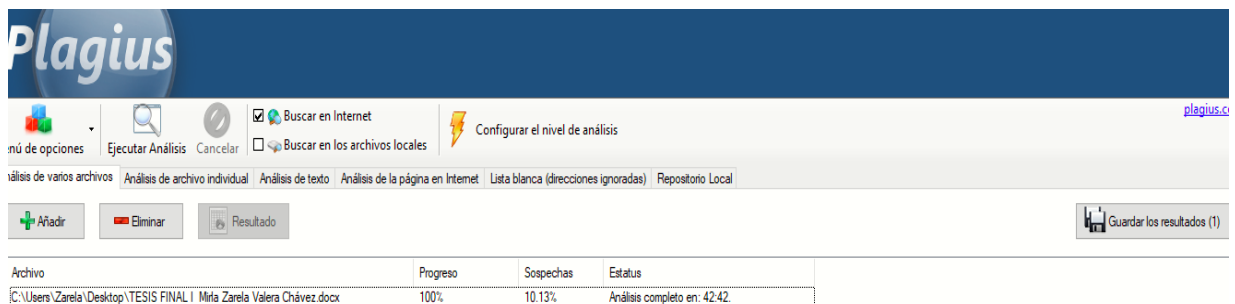 Plagius
plagius.c
Buscar en Internet
Configurar el nivel de análisis
Buscar en los archivos locales
nú de opciones
Ejecutar Análisis
Cancelar
nálisis de varios archivos
Análisis de archivo individual
Análisis de texto
Análisis de la página en Internet
Lista blanca (direcciones ignoradas)
Repositorio Local
Añadir
Eliminar
Resultado
Guardar los resultados (1)
Archivo Progreso Sospechas Estatus
C:\Users\Zarela\Desktop\TESIS FINAL I Mirla Zarela Valera Chávez.docx 100% 10.13% Análisis completo en: 42:42.